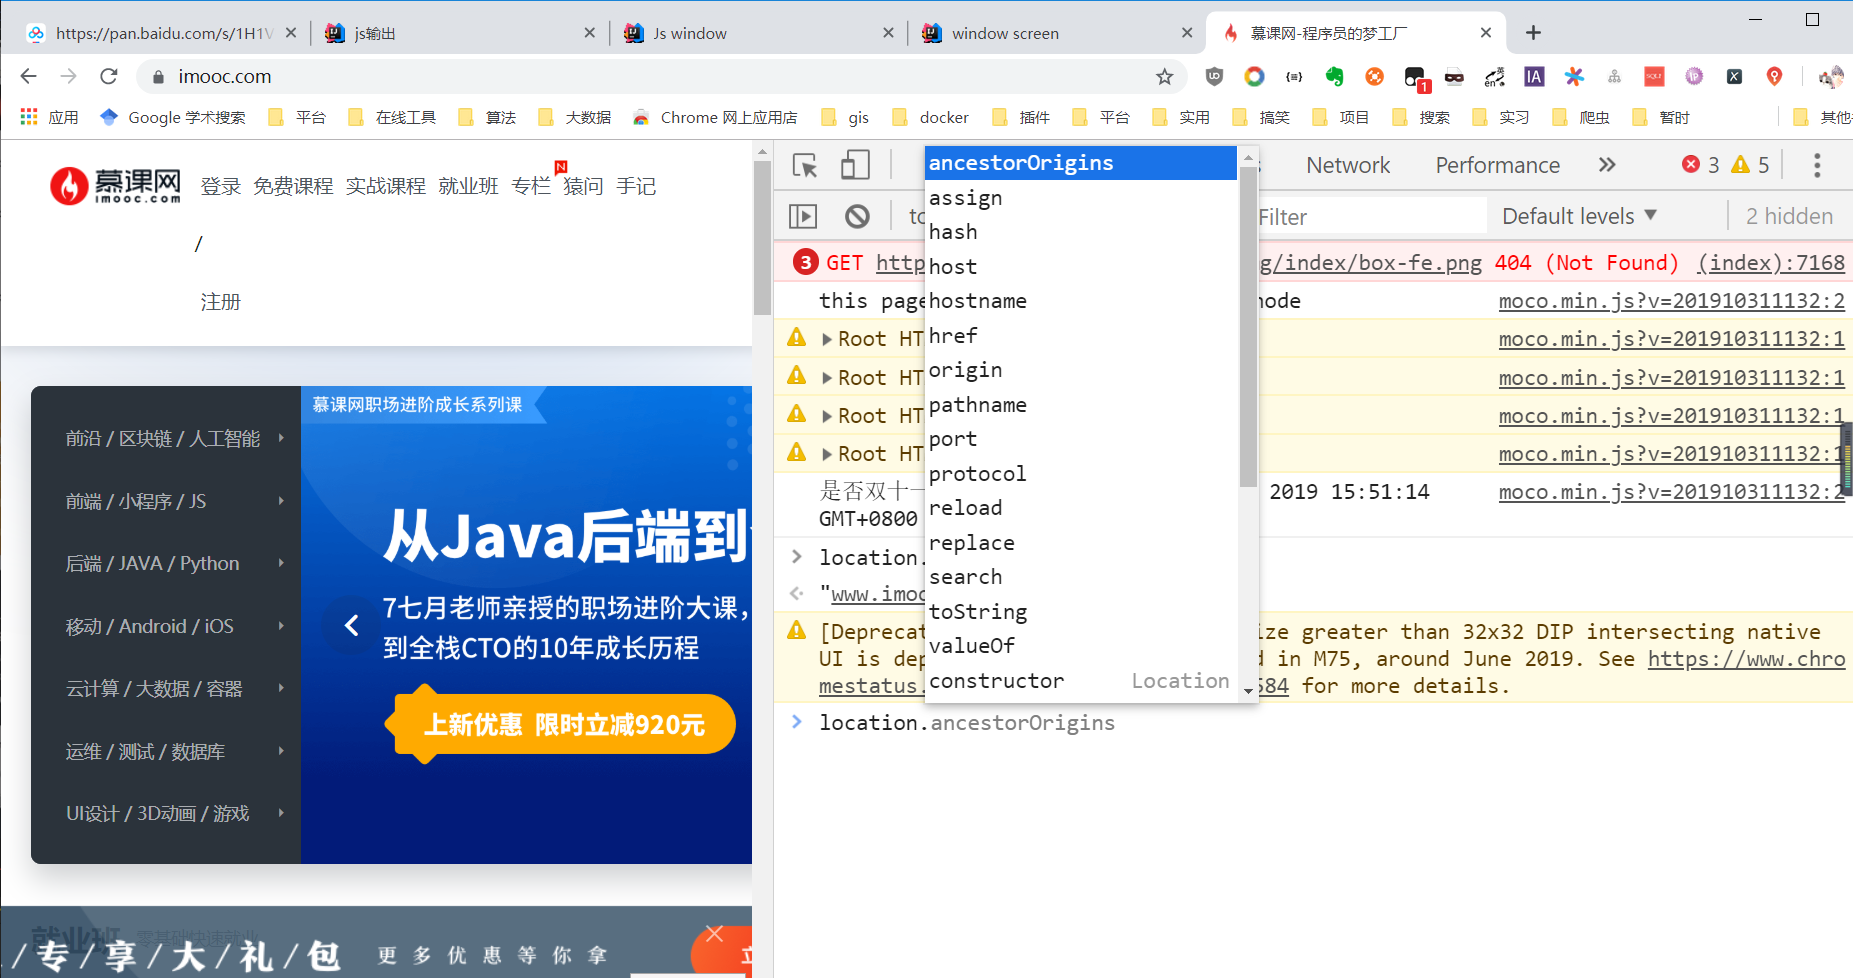 https://pan.baidu.com/s/1H1V
js输出
Js window
window screen
慕课网-程序员的梦工厂
imooc.com
1
应用
Google 学术搜索
平台
在线工具
算法
大数据
Chrome 网上应用店
gis
docker
插件
平台
实用
搞笑
项目
搜索
实习
爬虫
暂时
其他
慕课网
imooc.com
登录 免费课程 实战课程 就业班 专栏 猿问 手记
N
/
注册
前沿 / 区块链 / 人工智能
前端 / 小程序 / JS
后端 / JAVA / Python
移动 / Android / iOS
云计算 / 大数据 / 容器
运维 / 测试 / 数据库
UI设计 / 3D动画 / 游戏
慕课网职场进阶成长系列课
从Java后端到
7七月老师亲授的职场进阶大课，
到全栈CTO的10年成长历程
上新优惠 限时立减920元
就业班 零基础快速就业
/ 专 / 享 / 大 / 礼 / 包 更多优惠等你拿 立
Network Performance » 3 5
Filter Default levels ▼ 2 hidden
3 GET http g/index/box-fe.png 404 (Not Found) (index):7168
this page node moco.min.js?v=201910311132:2
Root HT moco.min.js?v=201910311132:1
Root HT moco.min.js?v=201910311132:1
Root HT moco.min.js?v=201910311132:1
Root HT moco.min.js?v=201910311132:1
是否双十一 2019 15:51:14 moco.min.js?v=201910311132:2
GMT+0800
> location.
"www.imoo
[Deprecat ize greater than 32x32 DIP intersecting native
UI is dep d in M75, around June 2019. See https://www.chro
mestatus. 584 for more details.
> location.ancestorOrigins
ancestorOrigins
assign
hash
host
hostname
href
origin
pathname
port
protocol
reload
replace
search
toString
valueOf
constructor Location